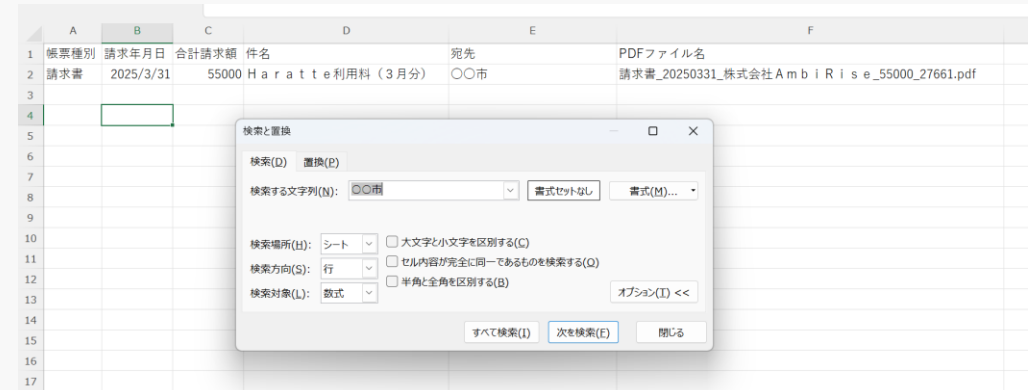 A B C D E F
1 帳票種別 請求年月日 合計請求額 件名 宛先 PDFファイル名
2 請求書 2025/3/31 55000 Ｈａｒａｔｔｅ利用料（３月分） 〇〇市 請求書_20250331_株式会社ＡｍｂｉＲｉｓｅ_55000_27661.pdf
3
4
5
6
7
8
9
10
11
12
13
14
15
16
17
検索と置換
検索(D) 置換(P)
検索する文字列(N): 〇〇市 書式セットなし 書式(M)...
検索場所(H): シート 大文字と小文字を区別する(C)
検索方向(S): 行 セル内容が完全に同一であるものを検索する(O)
検索対象(L): 数式 半角と全角を区別する(B)
オプション(T) <<
すべて検索(I) 次を検索(F) 閉じる